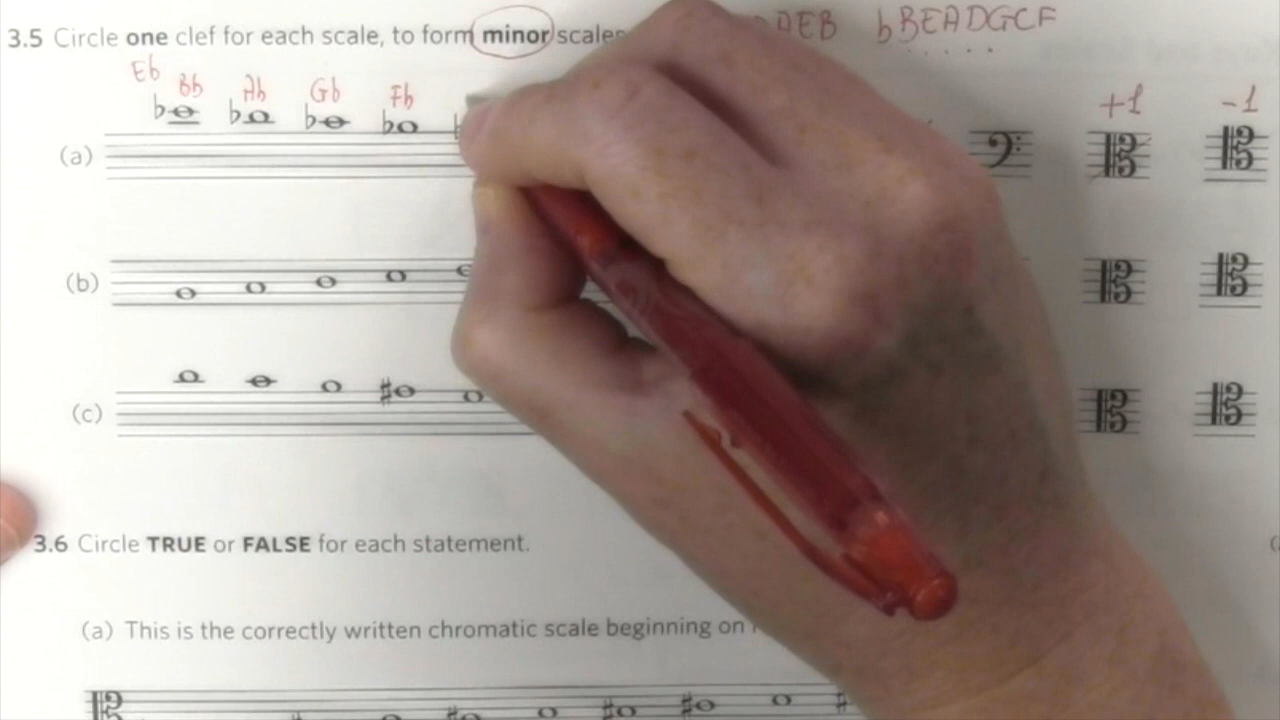 3.5 Circle one clef for each scale, to form minor scales
AEB bBEADGCF
Eb Bb Ab Gb Fb
+1 -1
(a)
(b)
(c)
3.6 Circle TRUE or FALSE for each statement.
(a) This is the correctly written chromatic scale beginning on